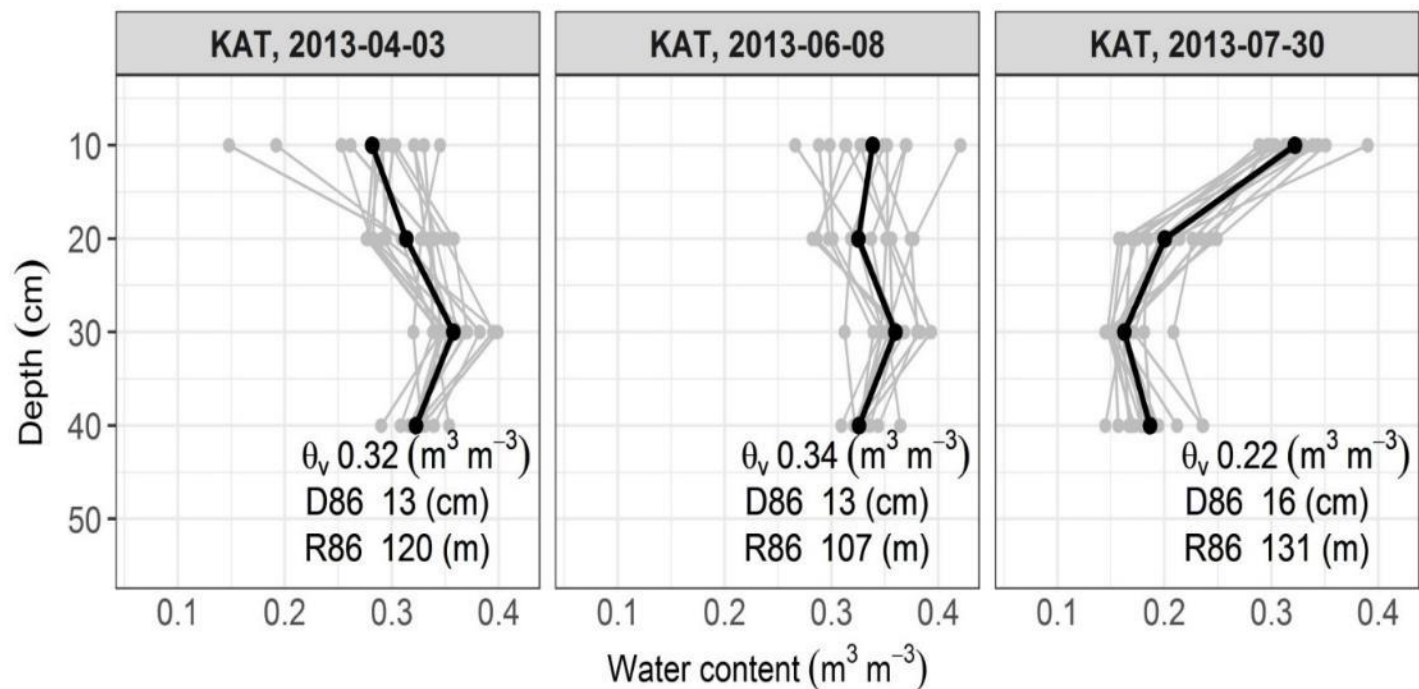 KAT, 2013-04-03
KAT, 2013-06-08
KAT, 2013-07-30
Depth (cm)
10
20
30
40
50
θv 0.32 (m³ m⁻³)
D86 13 (cm)
R86 120 (m)
θv 0.34 (m³ m⁻³)
D86 13 (cm)
R86 107 (m)
θv 0.22 (m³ m⁻³)
D86 16 (cm)
R86 131 (m)
0.1 0.2 0.3 0.4
0.1 0.2 0.3 0.4
0.1 0.2 0.3 0.4
Water content (m³ m⁻³)